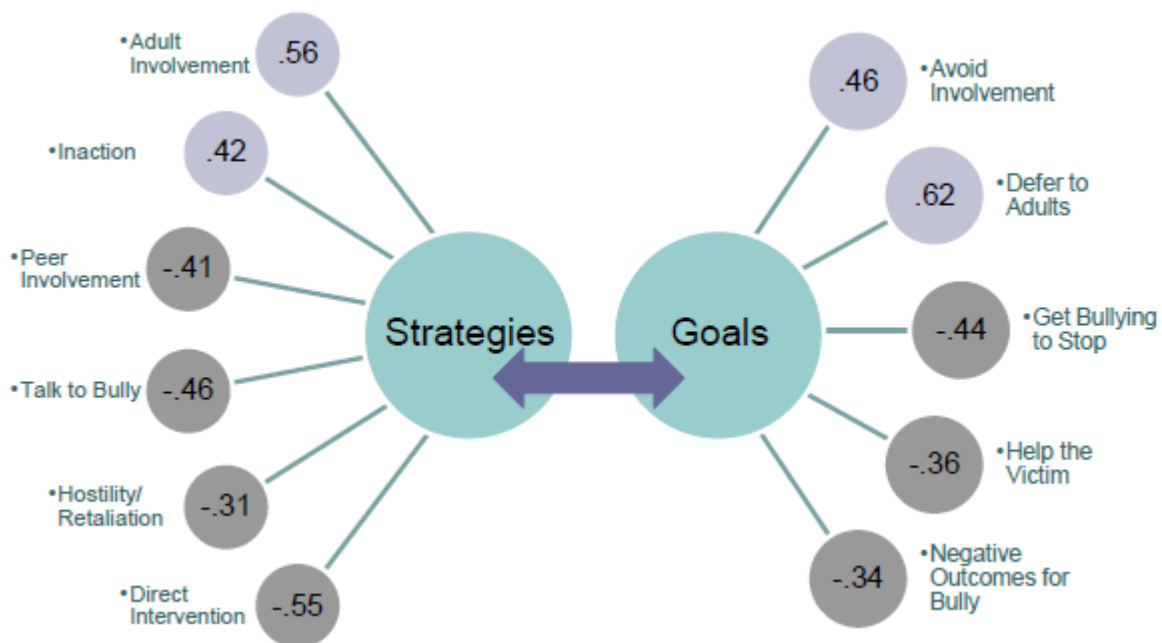 •Adult
Involvement
.56
•Inaction
.42
•Peer
Involvement
-.41
•Talk to Bully
-.46
•Hostility/
Retaliation
-.31
•Direct
Intervention
-.55
Strategies
Goals
.46
•Avoid
Involvement
.62
•Defer to
Adults
-.44
•Get Bullying
to Stop
-.36
•Help the
Victim
-.34
•Negative
Outcomes for
Bully